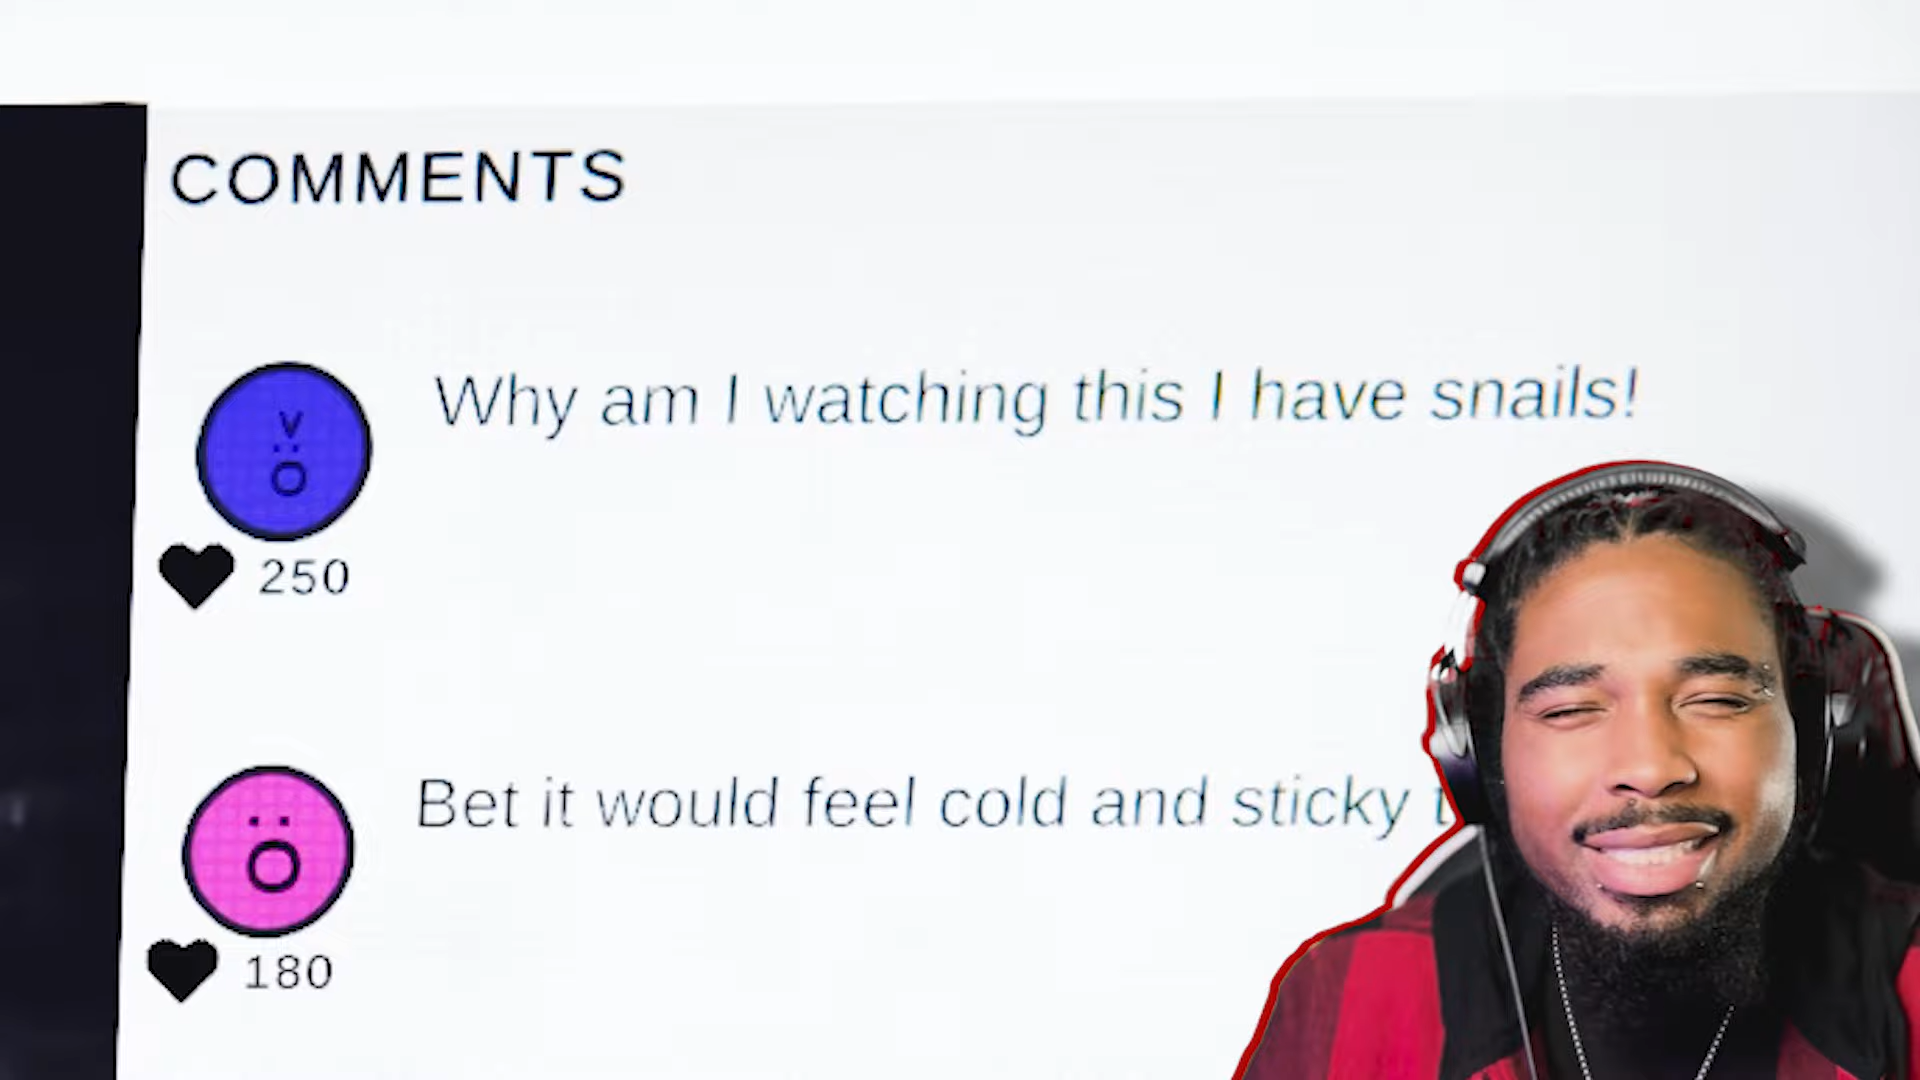 COMMENTS
Why am I watching this I have snails!
250
Bet it would feel cold and sticky
180